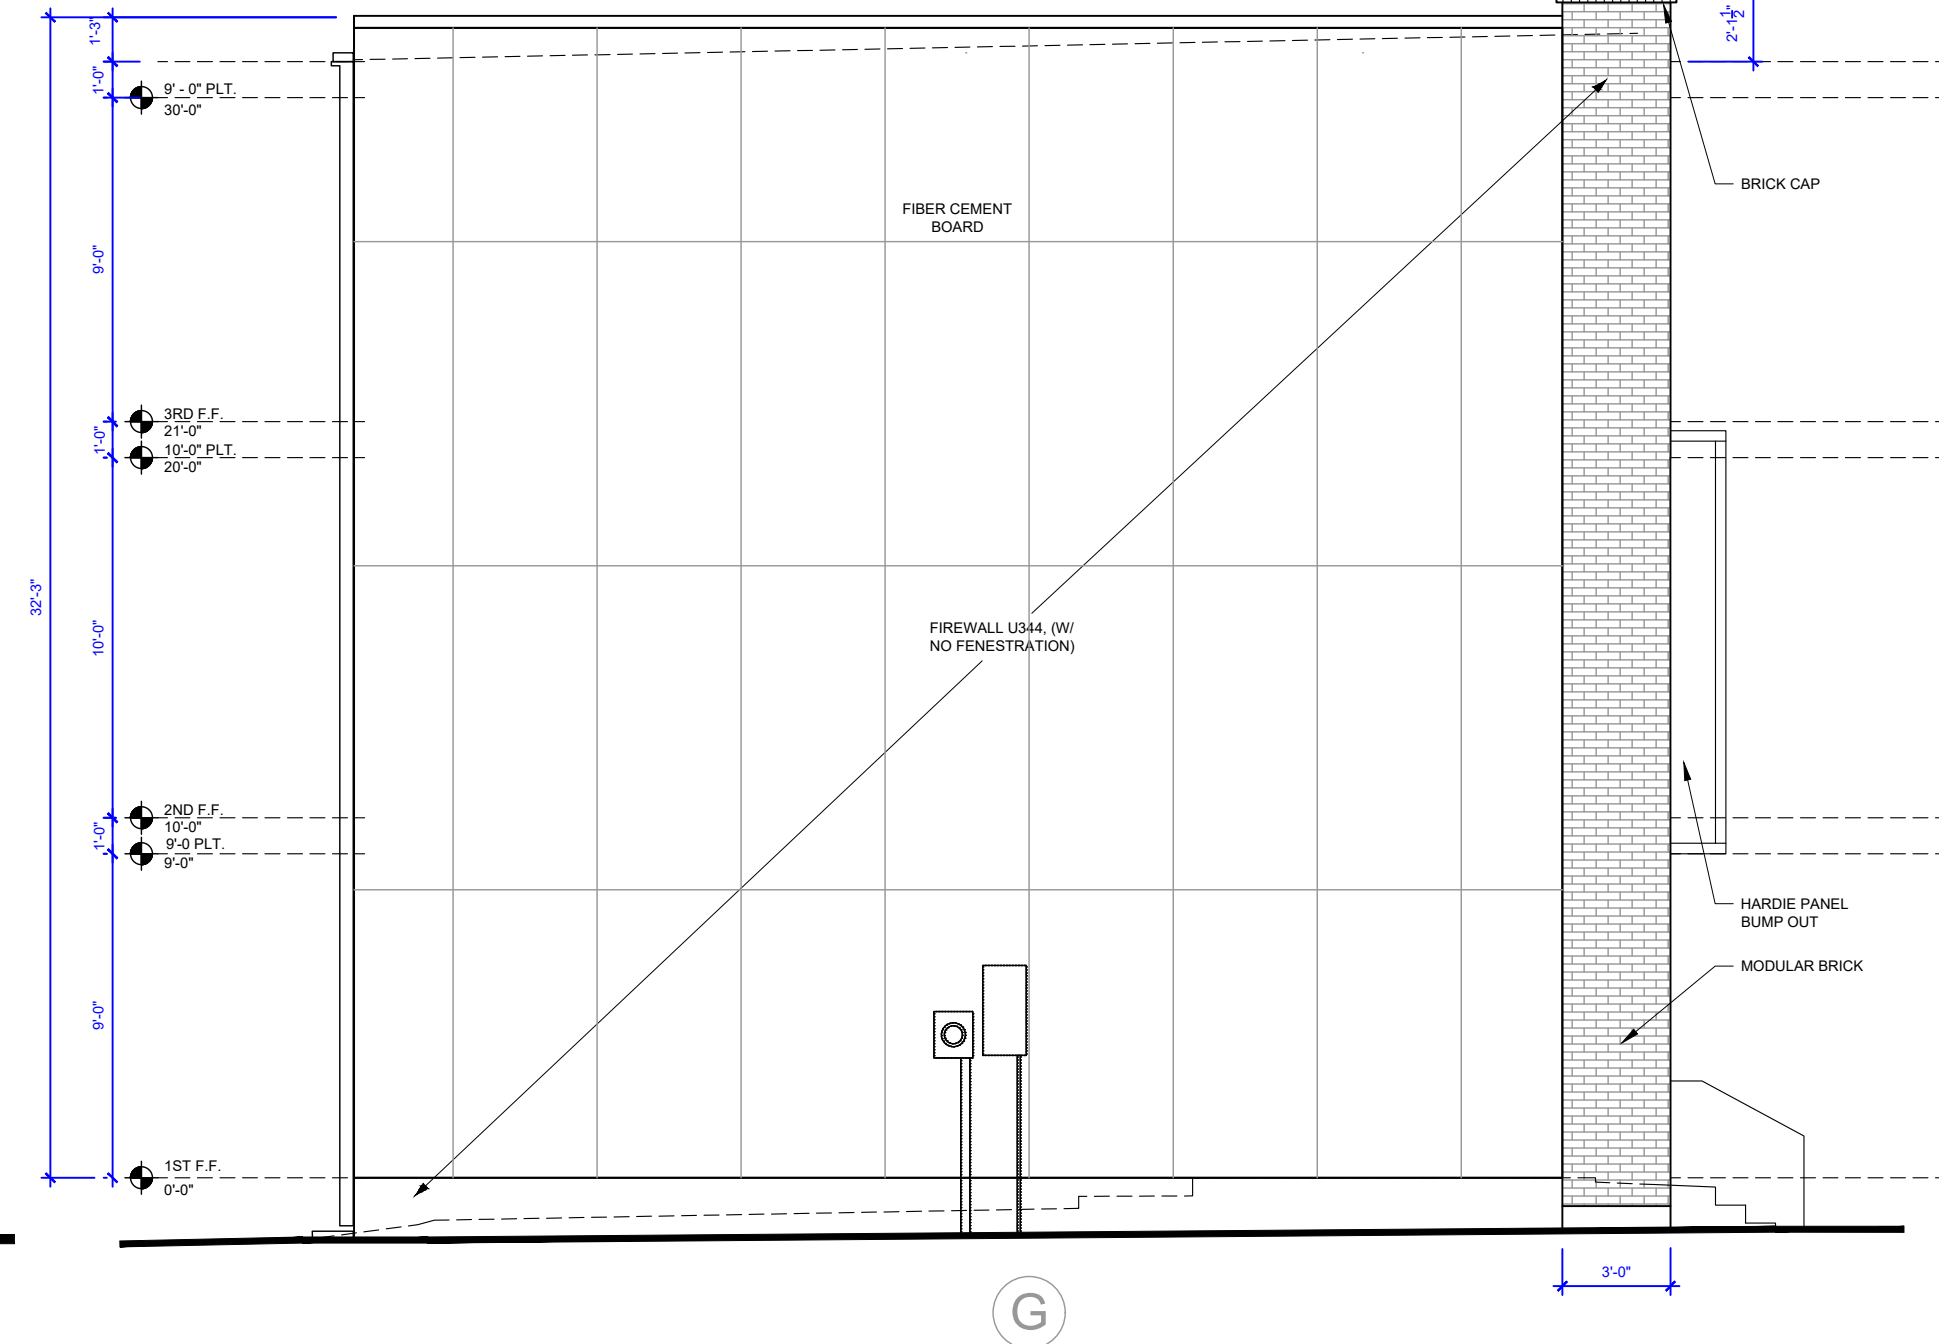 1'-3"
2'-1 1/2"
1'-0"
9' - 0" PLT.
30'-0"
BRICK CAP
FIBER CEMENT
BOARD
9'-0"
3RD F.F.
21'-0"
1'-0"
10'-0" PLT.
20'-0"
32'-3"
10'-0"
FIREWALL U344, (W/
NO FENESTRATION)
2ND F.F.
10'-0"
1'-0"
9'-0 PLT.
9'-0"
HARDIE PANEL
BUMP OUT
MODULAR BRICK
9'-0"
1ST F.F.
0'-0"
3'-0"
G